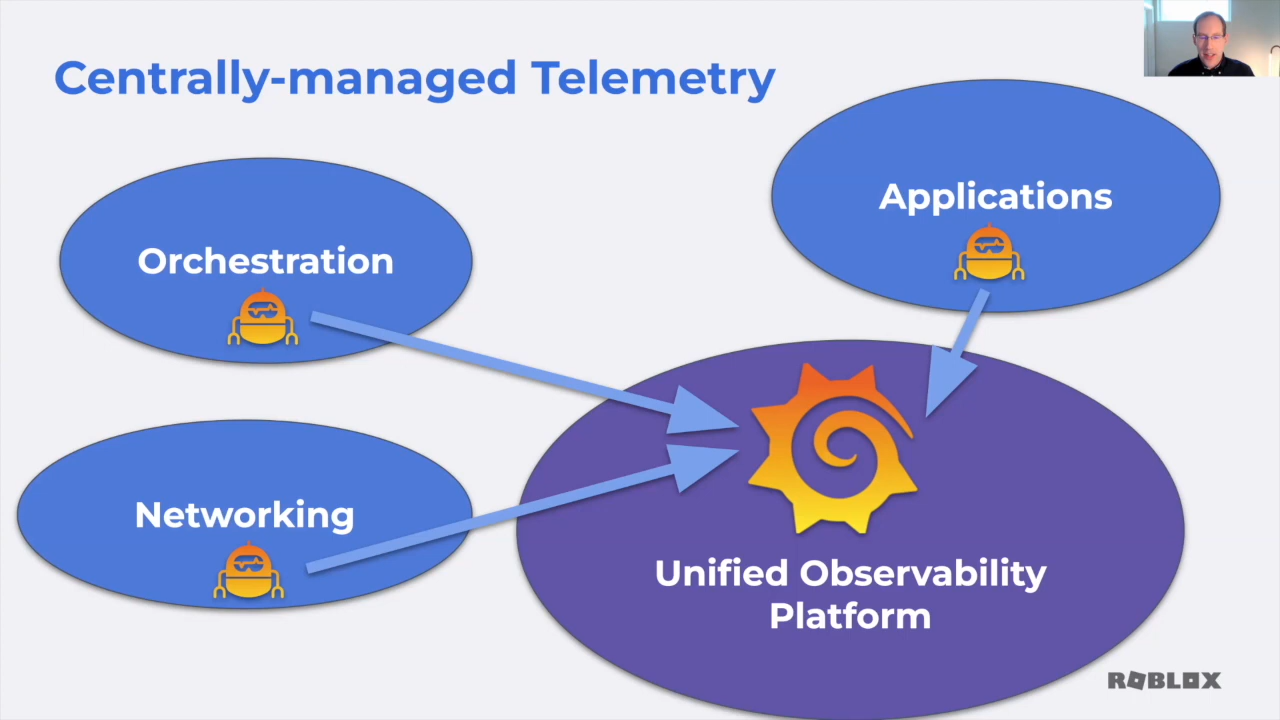 Centrally-managed Telemetry
Applications
Orchestration
Networking
Unified Observability
Platform
ROBLOX